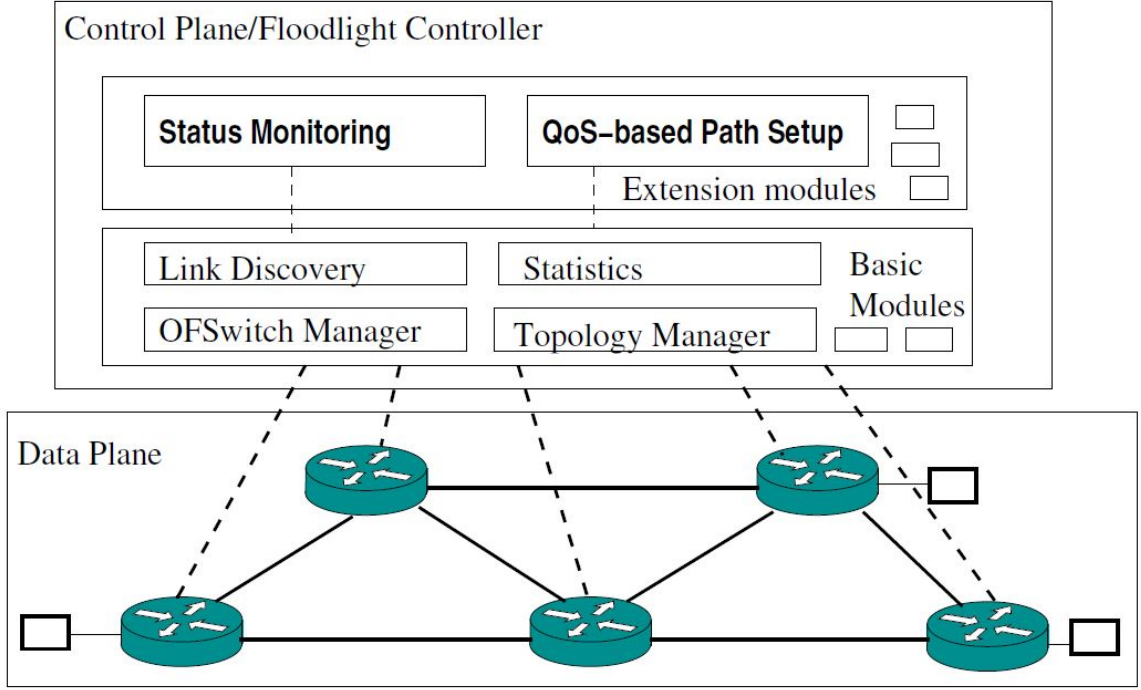 Control Plane/Floodlight Controller
Status Monitoring
QoS–based Path Setup
Extension modules
Link Discovery
Statistics
Basic
Modules
OFSwitch Manager
Topology Manager
Data Plane